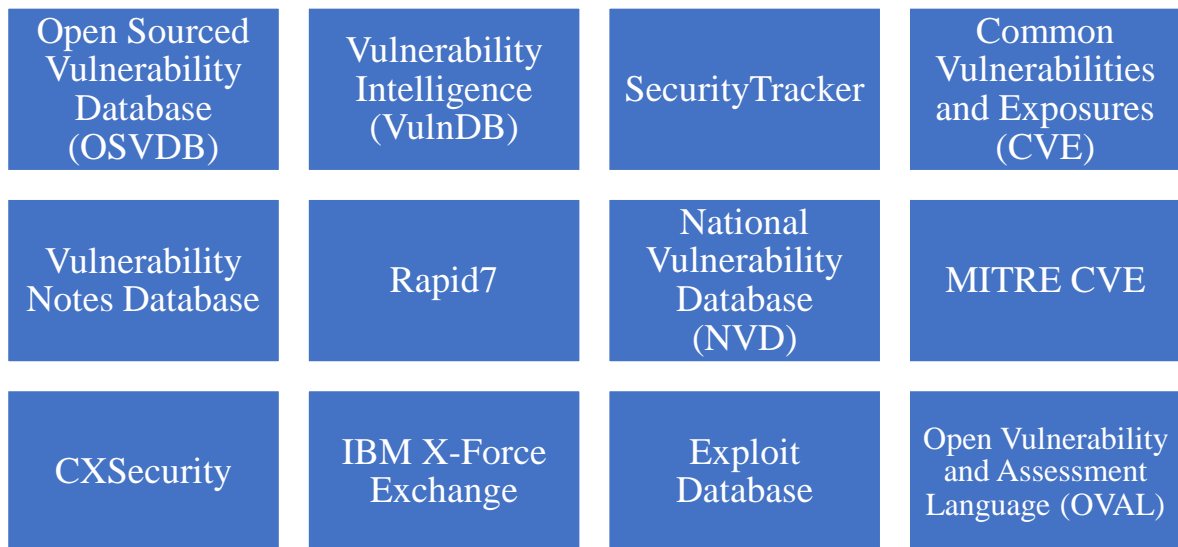 Open Sourced
Vulnerability
Database
(OSVDB)
Vulnerability
Intelligence
(VulnDB)
SecurityTracker
Common
Vulnerabilities
and Exposures
(CVE)
Vulnerability
Notes Database
Rapid7
National
Vulnerability
Database
(NVD)
MITRE CVE
CXSecurity
IBM X-Force
Exchange
Exploit
Database
Open Vulnerability
and Assessment
Language (OVAL)